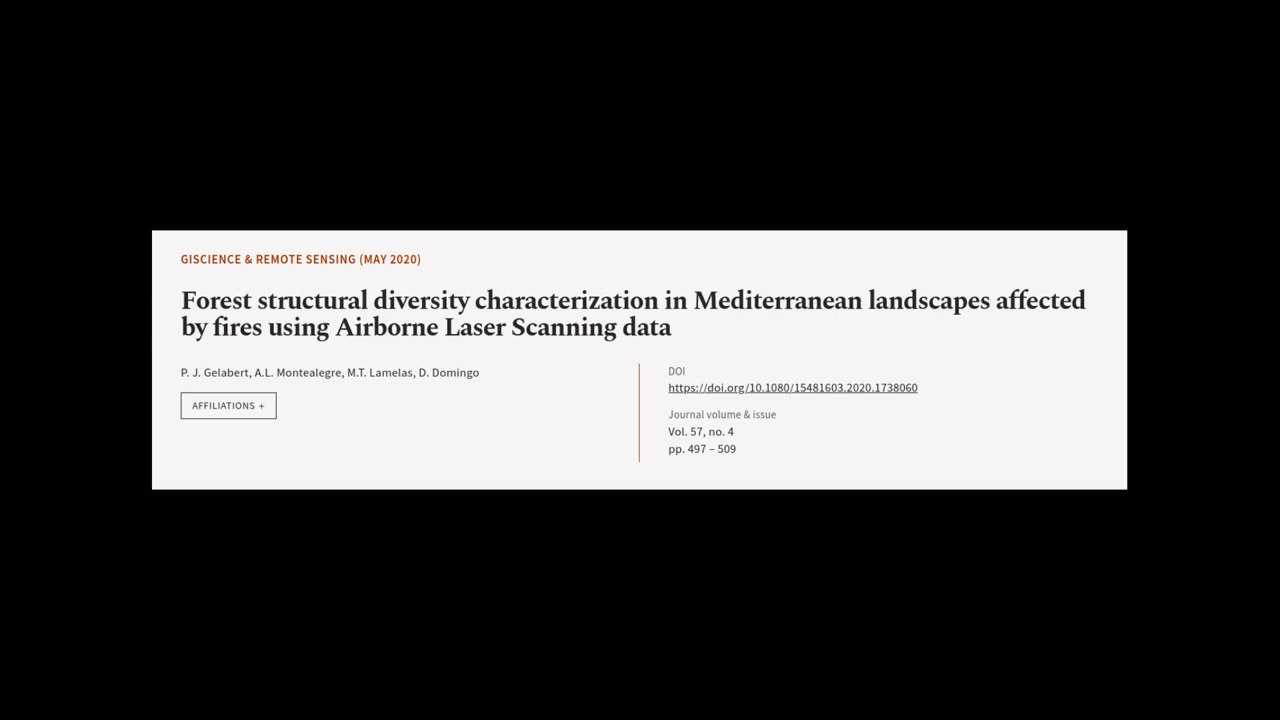 GISCIENCE & REMOTE SENSING (MAY 2020)
Forest structural diversity characterization in Mediterranean landscapes affected
by fires using Airborne Laser Scanning data
P. J. Gelabert, A.L. Montealegre, M.T. Lamelas, D. Domingo
AFFILIATIONS +
DOI
https://doi.org/10.1080/15481603.2020.1738060
Journal volume & issue
Vol. 57, no. 4
pp. 497 – 509